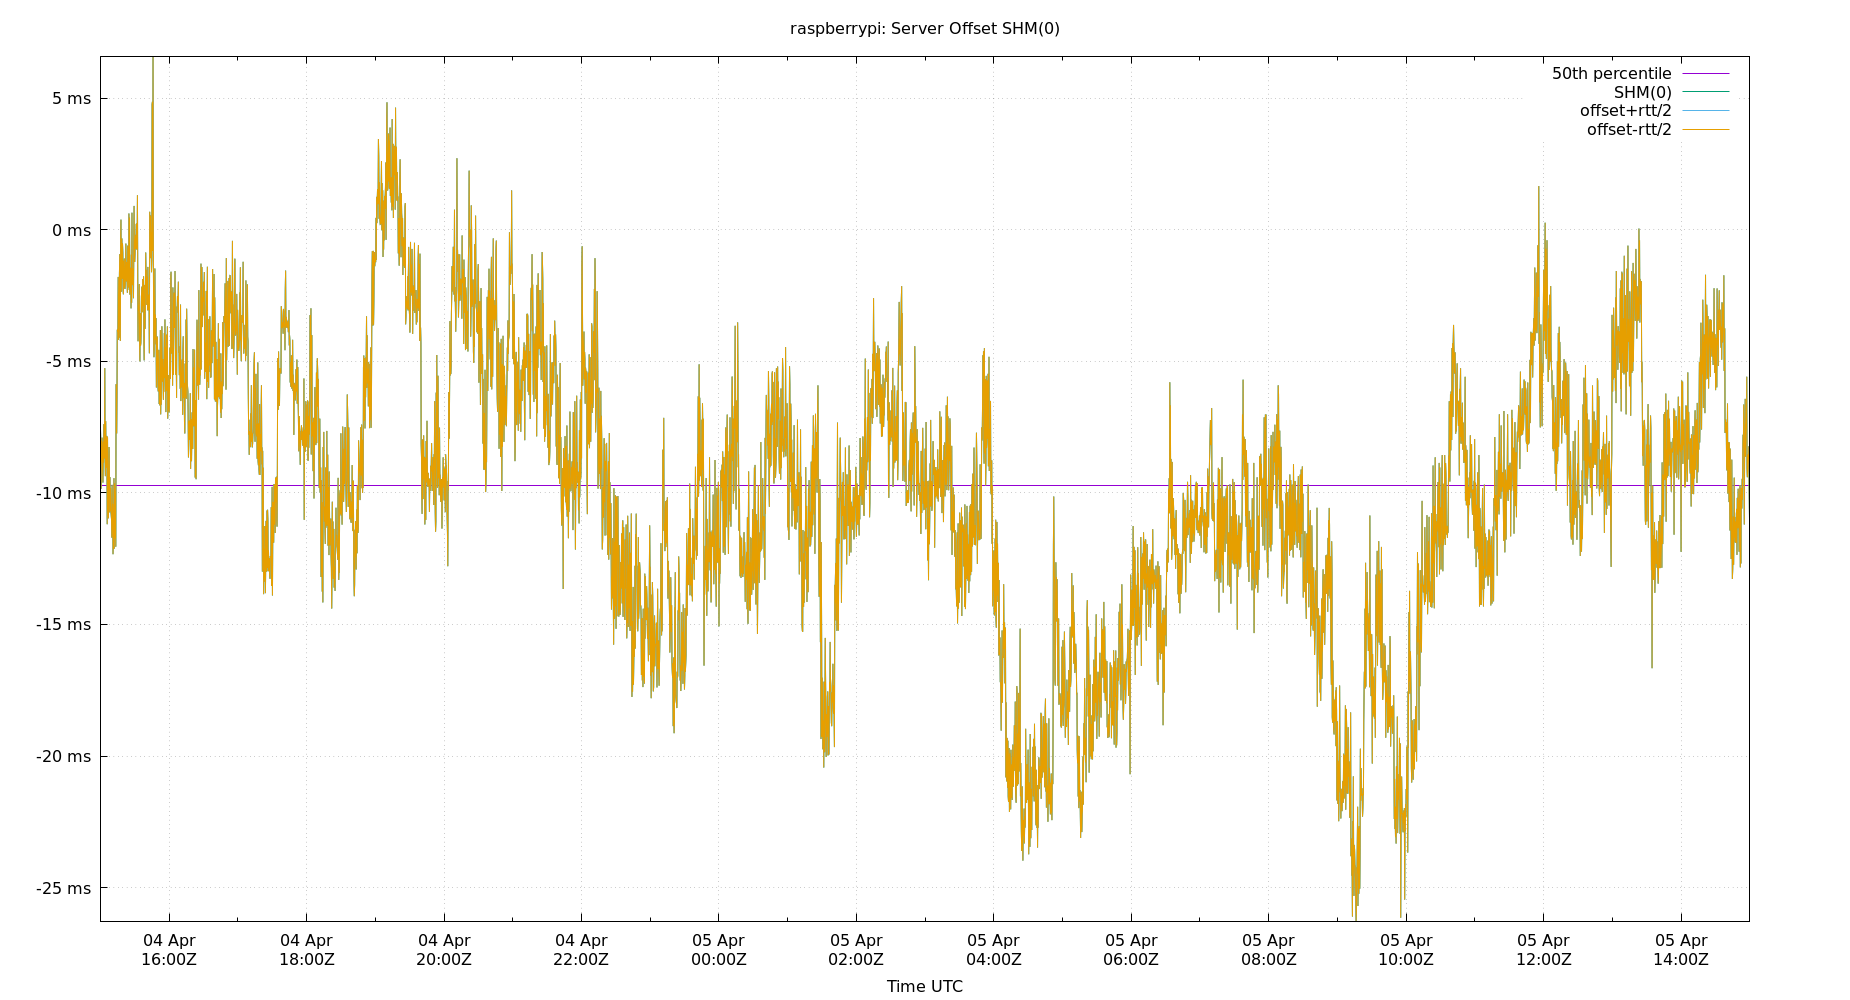 raspberrypi: Server Offset SHM(0)
50th percentile
SHM(0)
offset+rtt/2
offset-rtt/2
5 ms
0 ms
-5 ms
-10 ms
-15 ms
-20 ms
-25 ms
04 Apr 04 Apr 04 Apr 04 Apr 05 Apr 05 Apr 05 Apr 05 Apr 05 Apr 05 Apr 05 Apr 05 Apr
16:00Z 18:00Z 20:00Z 22:00Z 00:00Z 02:00Z 04:00Z 06:00Z 08:00Z 10:00Z 12:00Z 14:00Z
Time UTC